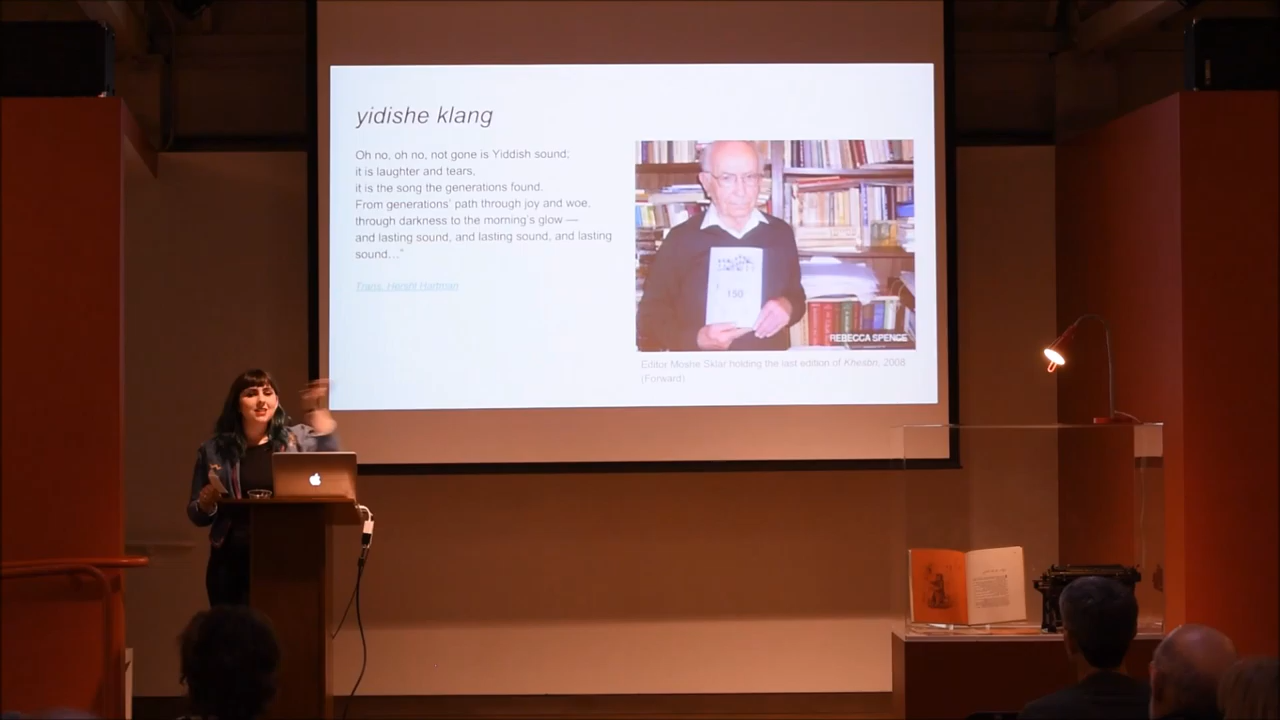 yidishe klang
Oh no, oh no, not gone is Yiddish sound;
it is laughter and tears,
it is the song the generations found.
From generations' path through joy and woe,
through darkness to the morning's glow —
and lasting sound, and lasting sound, and lasting
sound…"
Trans. Hershl Hartman
150
REBECCA SPENCE
Editor Moshe Sklar holding the last edition of Kheshbn, 2008
(Forward)